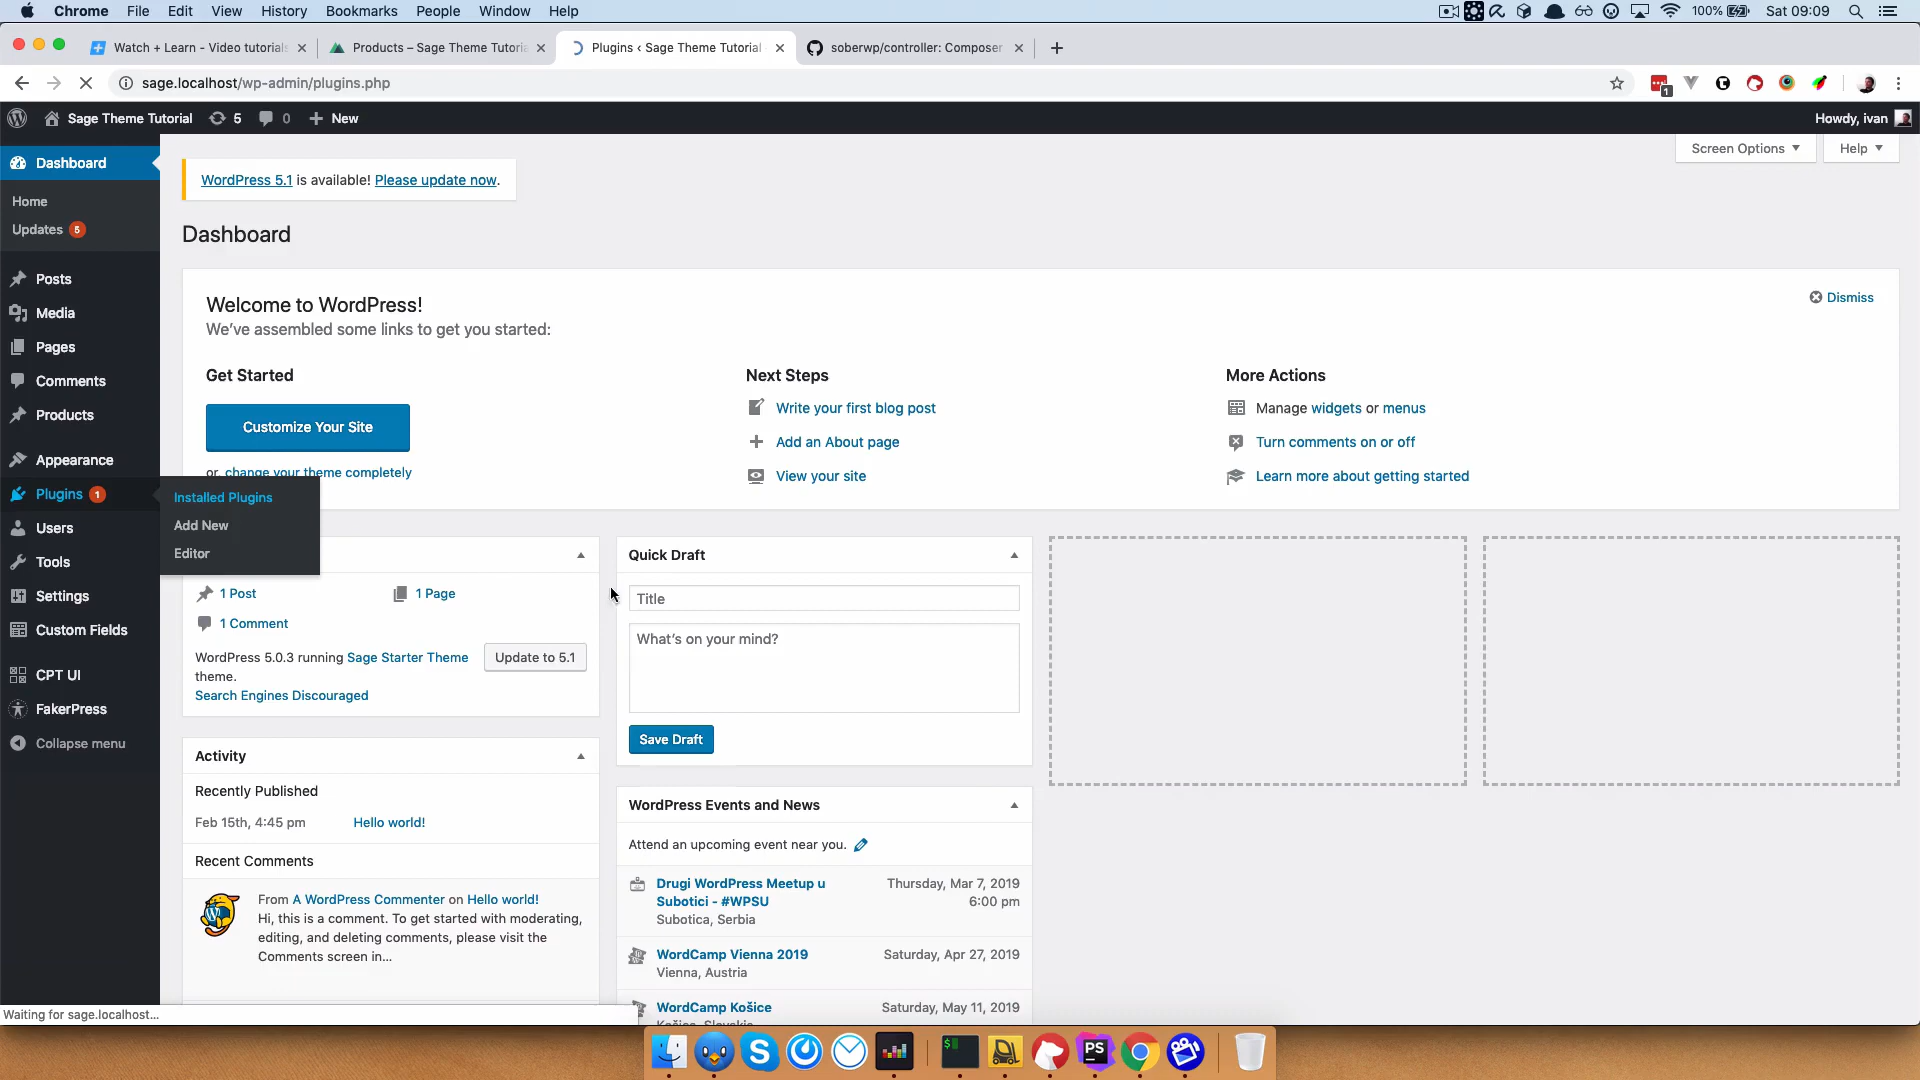 Chrome File Edit View History Bookmarks People Window Help 100% Sat 09:09
Watch + Learn - Video tutorials Products – Sage Theme Tutoria Plugins ‹ Sage Theme Tutorial soberwp/controller: Composer
sage.localhost/wp-admin/plugins.php 1
Sage Theme Tutorial 5 0 New Howdy, ivan
Screen Options Help
Dashboard
Home
Updates 5
Posts
Media
Pages
Comments
Products
Appearance
Plugins 1
Installed Plugins
Add New
Editor
Users
Tools
Settings
Custom Fields
CPT UI
FakerPress
Collapse menu
WordPress 5.1 is available! Please update now.
Dashboard
Welcome to WordPress!
We've assembled some links to get you started:
Dismiss
Get Started
Customize Your Site
or, change your theme completely
Next Steps
Write your first blog post
Add an About page
View your site
More Actions
Manage widgets or menus
Turn comments on or off
Learn more about getting started
1 Post 1 Page
1 Comment
WordPress 5.0.3 running Sage Starter Theme
theme.
Update to 5.1
Search Engines Discouraged
Activity
Recently Published
Feb 15th, 4:45 pm Hello world!
Recent Comments
From A WordPress Commenter on Hello world!
Hi, this is a comment. To get started with moderating,
editing, and deleting comments, please visit the
Comments screen in...
Quick Draft
Title
What's on your mind?
Save Draft
WordPress Events and News
Attend an upcoming event near you.
Drugi WordPress Meetup u
Subotici - #WPSU
Subotica, Serbia
Thursday, Mar 7, 2019
6:00 pm
WordCamp Vienna 2019
Vienna, Austria
Saturday, Apr 27, 2019
WordCamp Košice
Košice, Slovakia
Saturday, May 11, 2019
Waiting for sage.localhost...
S $ PS